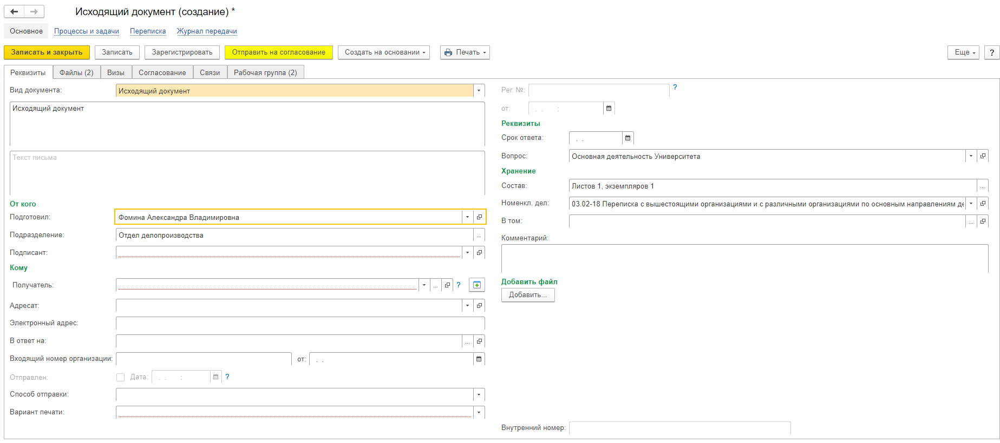 Исходящий документ (создание) *
Основное Процессы и задачи Переписка Журнал передачи
Записать и закрыть Записать Зарегистрировать Отправить на согласование Создать на основании Печать Еще ?
Реквизиты Файлы (2) Визы Согласование Связи Рабочая группа (2)
Вид документа: Исходящий документ
Исходящий документ
Текст письма
От кого
Подготовил: Фомина Александра Владимировна
Подразделение: Отдел делопроизводства ...
Подписант:
Кому
Получатель: ... ?
Адресат:
Электронный адрес:
В ответ на: ...
Входящий номер организации: от: . .
Отправлен: Дата: . . : ?
Способ отправки:
Вариант печати:
Рег. №: ?
от: . . :
Реквизиты
Срок ответа: . .
Вопрос: Основная деятельность Университета
Хранение
Состав: Листов 1, экземпляров 1 ...
Номенкл. дел: 03.02-18 Переписка с вышестоящими организациями и с различными организациями по основным направлениям де
В том: ...
Комментарий:
Добавить файл
Добавить...
Внутренний номер: